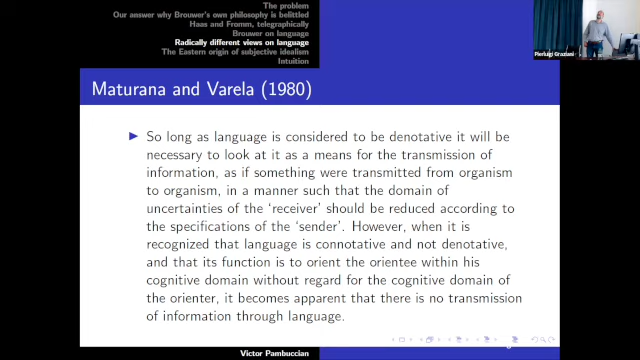 The problem
Our answer why Brouwer's own philosophy is belittled
Haas and Fromm, telegraphically
Brouwer on language
Radically different views on language
The Eastern origin of subjective idealism
Intuition
Pierluigi Graziani
Maturana and Varela (1980)
So long as language is considered to be denotative it will be
necessary to look at it as a means for the transmission of
information, as if something were transmitted from organism
to organism, in a manner such that the domain of
uncertainties of the 'receiver' should be reduced according to
the specifications of the 'sender'. However, when it is
recognized that language is connotative and not denotative,
and that its function is to orient the orientee within his
cognitive domain without regard for the cognitive domain of
the orienter, it becomes apparent that there is no transmission
of information through language.
Victor Pambuccian